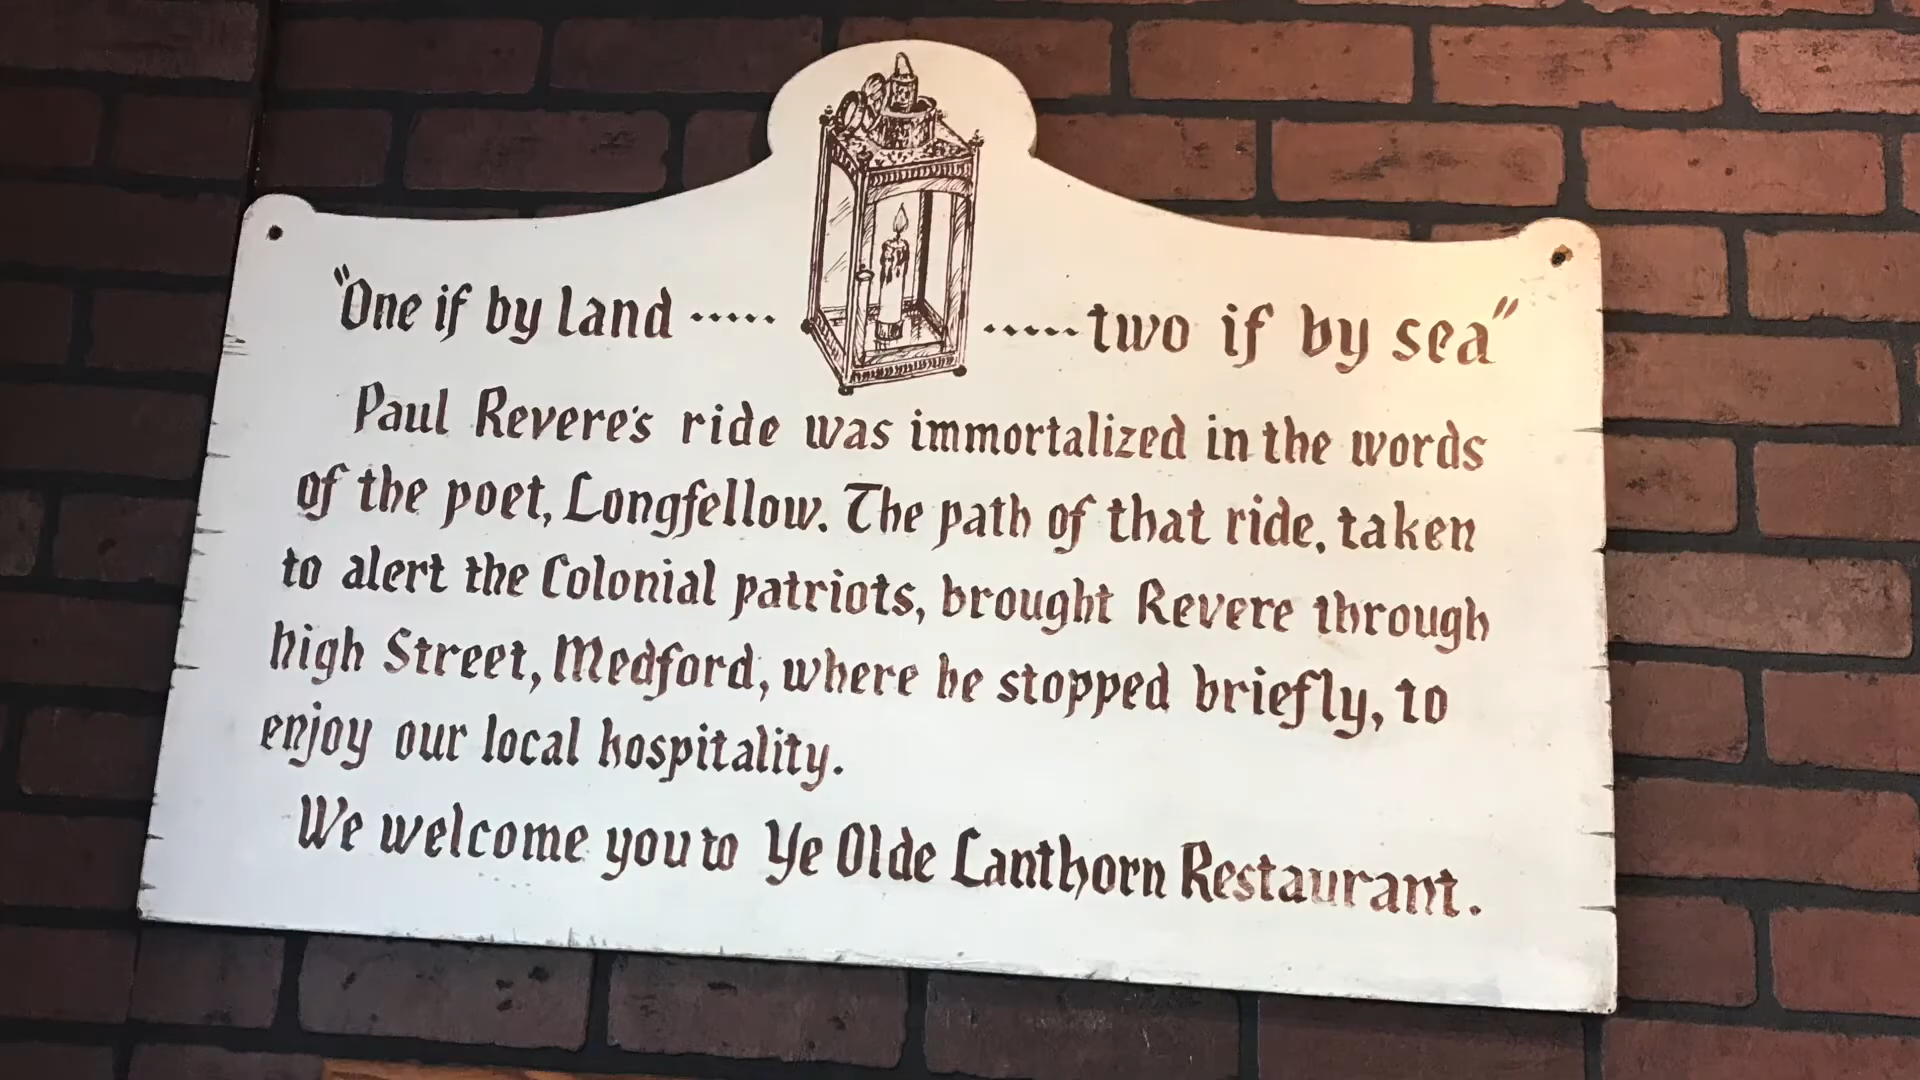 "One if by land ..... ..... two if by sea"
Paul Revere's ride was immortalized in the words
of the poet, Longfellow. The path of that ride, taken
to alert the Colonial patriots, brought Revere through
high Street, Medford, where he stopped briefly, to
enjoy our local hospitality.
We welcome you to Ye Olde Lanthorn Restaurant.